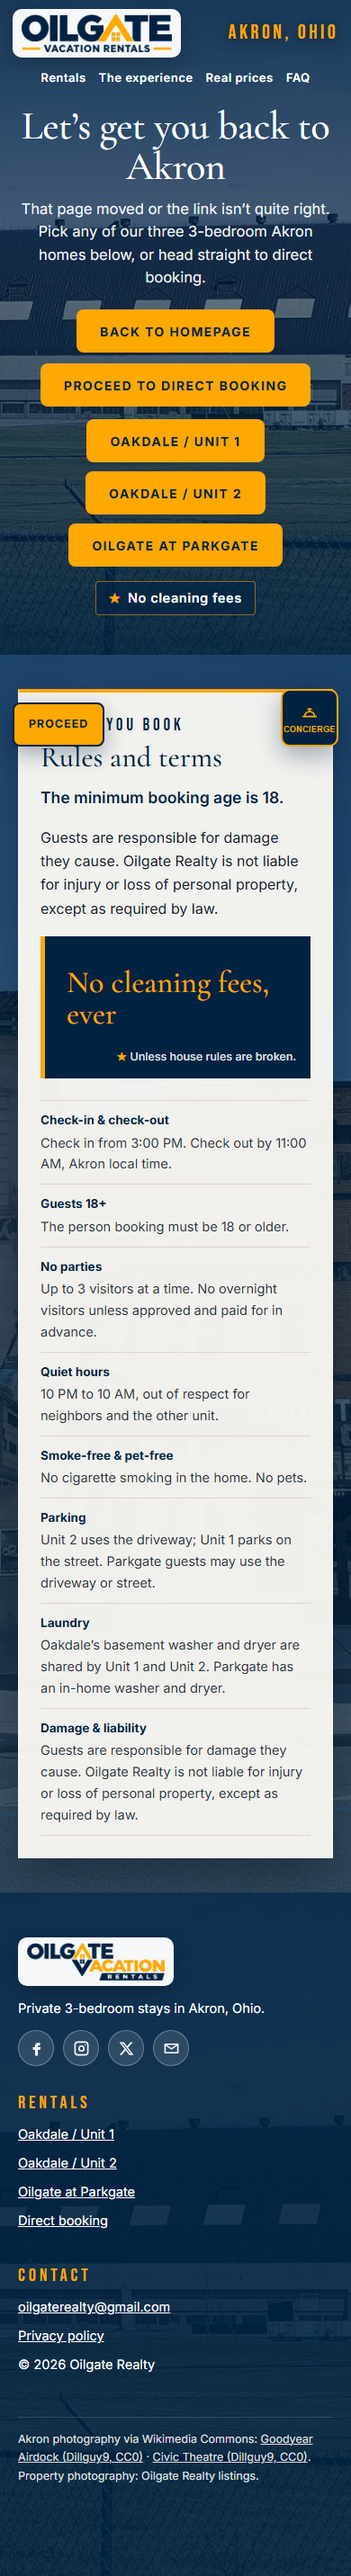 OILGATE
VACATION RENTALS
AKRON, OHIO
Rentals The experience Real prices FAQ
Let’s get you back to
Akron
That page moved or the link isn’t quite right.
Pick any of our three 3-bedroom Akron
homes below, or head straight to direct
booking.
BACK TO HOMEPAGE
PROCEED TO DIRECT BOOKING
OAKDALE / UNIT 1
OAKDALE / UNIT 2
OILGATE AT PARKGATE
★ No cleaning fees
PROCEED
YOU BOOK
CONCIERGE
Rules and terms
The minimum booking age is 18.
Guests are responsible for damage
they cause. Oilgate Realty is not liable
for injury or loss of personal property,
except as required by law.
No cleaning fees,
ever
★ Unless house rules are broken.
Check-in & check-out
Check in from 3:00 PM. Check out by 11:00
AM, Akron local time.
Guests 18+
The person booking must be 18 or older.
No parties
Up to 3 visitors at a time. No overnight
visitors unless approved and paid for in
advance.
Quiet hours
10 PM to 10 AM, out of respect for
neighbors and the other unit.
Smoke-free & pet-free
No cigarette smoking in the home. No pets.
Parking
Unit 2 uses the driveway; Unit 1 parks on
the street. Parkgate guests may use the
driveway or street.
Laundry
Oakdale’s basement washer and dryer are
shared by Unit 1 and Unit 2. Parkgate has
an in-home washer and dryer.
Damage & liability
Guests are responsible for damage they
cause. Oilgate Realty is not liable for injury
or loss of personal property, except as
required by law.
OILGATE
VACATION
RENTALS
Private 3-bedroom stays in Akron, Ohio.
RENTALS
Oakdale / Unit 1
Oakdale / Unit 2
Oilgate at Parkgate
Direct booking
CONTACT
oilgaterealty@gmail.com
Privacy policy
© 2026 Oilgate Realty
Akron photography via Wikimedia Commons: Goodyear
Airdock (Dillguy9, CC0) · Civic Theatre (Dillguy9, CC0).
Property photography: Oilgate Realty listings.